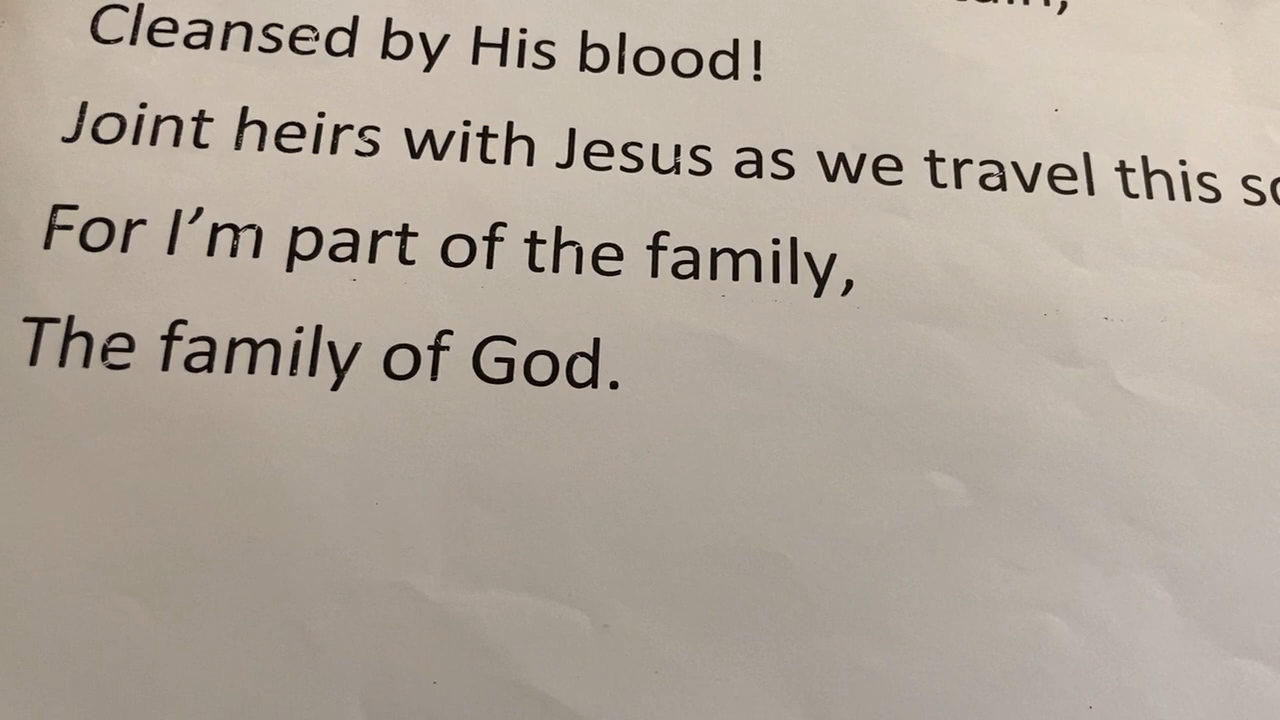 Cleansed by His blood!
Joint heirs with Jesus as we travel this
For I’m part of the family,
The family of God.